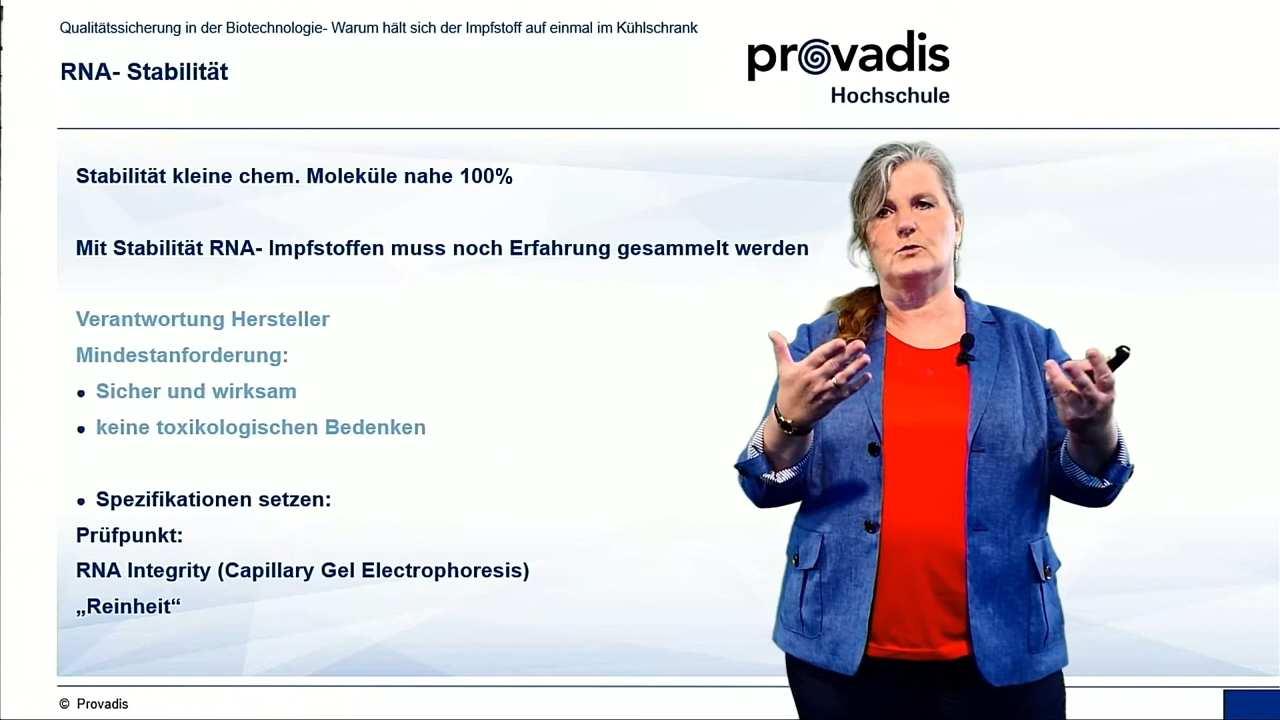 Qualitätssicherung in der Biotechnologie- Warum hält sich der Impfstoff auf einmal im Kühlschrank
RNA- Stabilität
provadis
Hochschule
Stabilität kleine chem. Moleküle nahe 100%
Mit Stabilität RNA- Impfstoffen muss noch Erfahrung gesammelt werden
Verantwortung Hersteller
Mindestanforderung:
• Sicher und wirksam
• keine toxikologischen Bedenken
• Spezifikationen setzen:
Prüfpunkt:
RNA Integrity (Capillary Gel Electrophoresis)
„Reinheit“
© Provadis